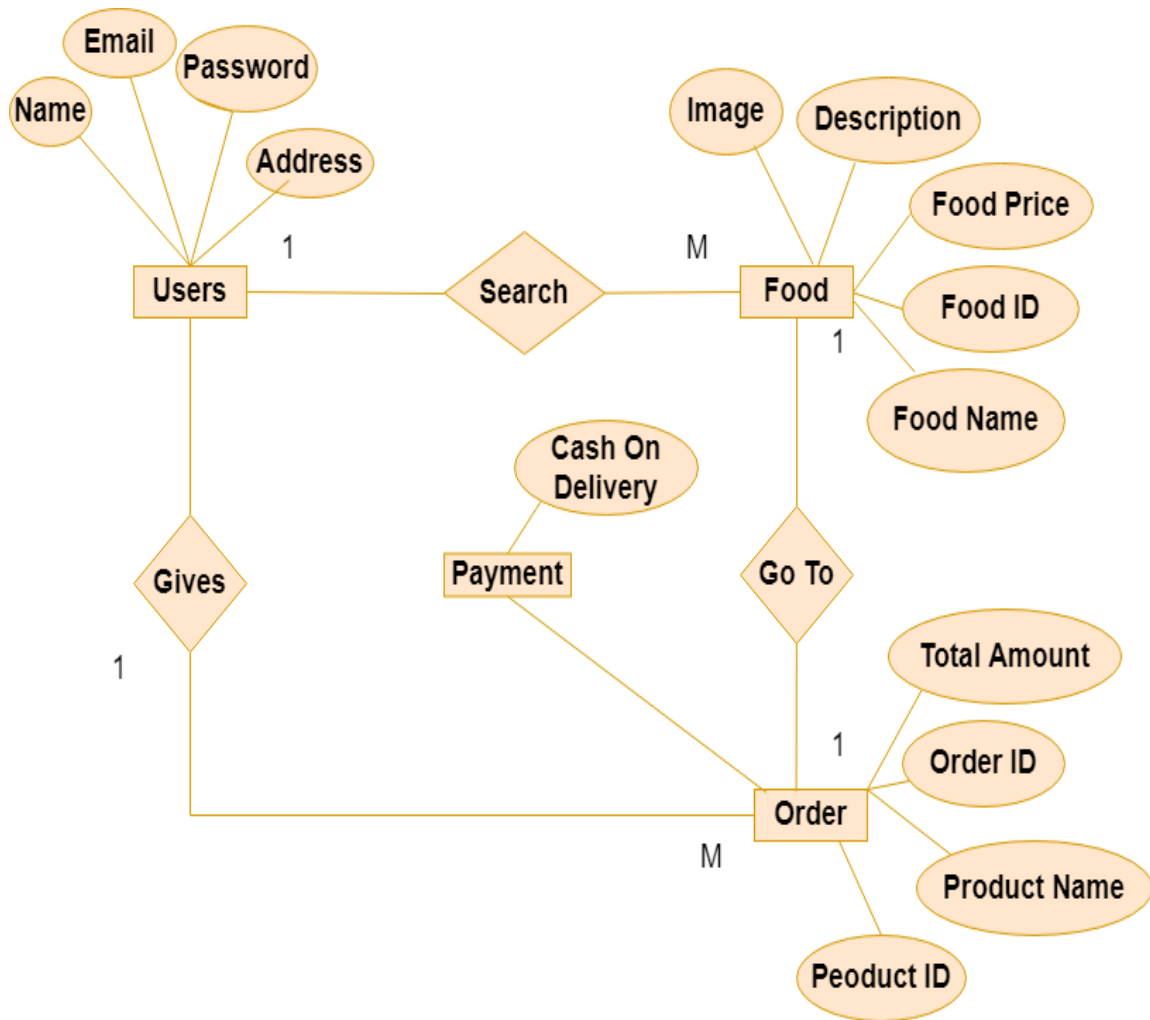 Email
Password
Name
Address
Image
Description
Food Price
1
M
Users
Search
Food
Food ID
1
Food Name
Cash On
Delivery
Gives
Payment
Go To
1
Total Amount
1
Order ID
Order
M
Product Name
Peoduct ID